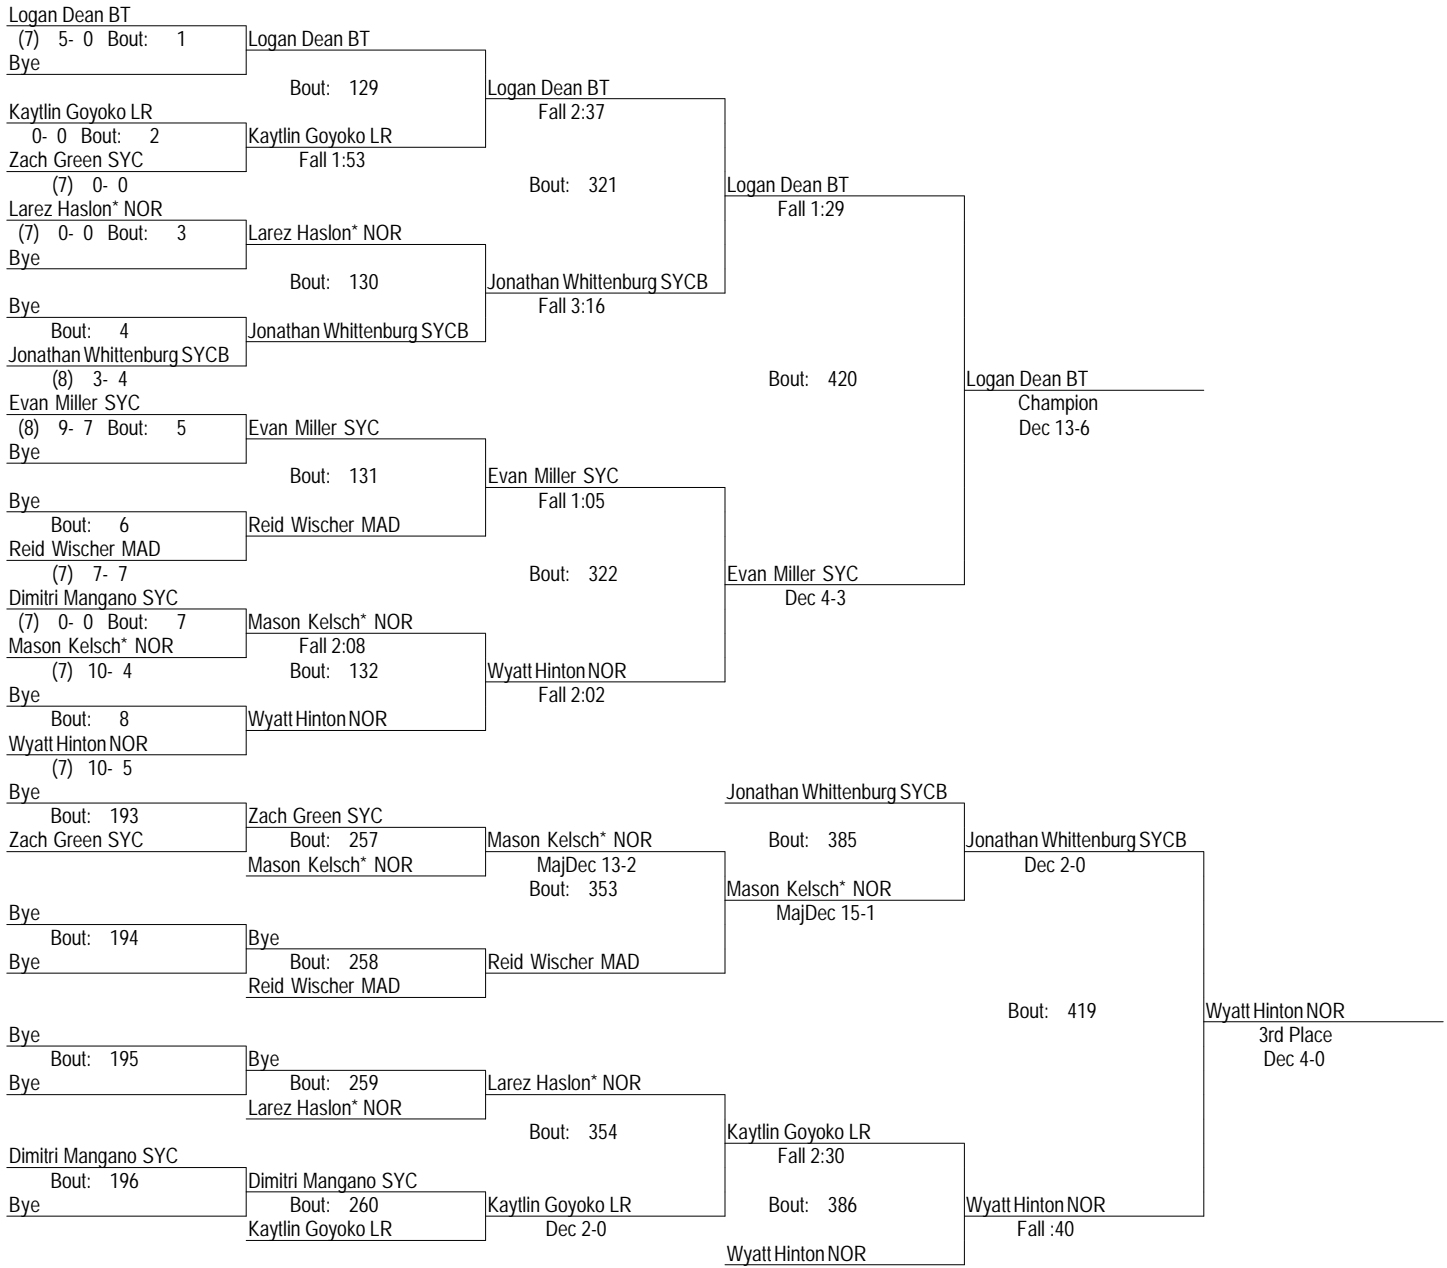 Logan Dean BT
(7) 5- 0 Bout: 1 Logan Dean BT
Bye
Bout: 129 Logan Dean BT
Kaytlin Goyoko LR Fall 2:37
0- 0 Bout: 2 Kaytlin Goyoko LR
Zach Green SYC Fall 1:53
(7) 0- 0 Bout: 321 Logan Dean BT
Larez Haslon* NOR Fall 1:29
(7) 0- 0 Bout: 3 Larez Haslon* NOR
Bye
Bout: 130 Jonathan Whittenburg SYCB
Bye Fall 3:16
Bout: 4 Jonathan Whittenburg SYCB
Jonathan Whittenburg SYCB
(8) 3- 4 Bout: 420 Logan Dean BT
Evan Miller SYC Champion
(8) 9- 7 Bout: 5 Evan Miller SYC Dec 13-6
Bye
Bout: 131 Evan Miller SYC
Bye Fall 1:05
Bout: 6 Reid Wischer MAD
Reid Wischer MAD
(7) 7- 7 Bout: 322 Evan Miller SYC
Dimitri Mangano SYC Dec 4-3
(7) 0- 0 Bout: 7 Mason Kelsch* NOR
Mason Kelsch* NOR Fall 2:08
(7) 10- 4 Bout: 132 Wyatt Hinton NOR
Bye Fall 2:02
Bout: 8 Wyatt Hinton NOR
Wyatt Hinton NOR
(7) 10- 5
Bye Jonathan Whittenburg SYCB
Bout: 193 Zach Green SYC
Zach Green SYC Bout: 257 Mason Kelsch* NOR Bout: 385 Jonathan Whittenburg SYCB
Mason Kelsch* NOR MajDec 13-2 Dec 2-0
Bout: 353 Mason Kelsch* NOR
Bye MajDec 15-1
Bout: 194 Bye
Bye Bout: 258 Reid Wischer MAD
Reid Wischer MAD
Bout: 419 Wyatt Hinton NOR
Bye 3rd Place
Bout: 195 Bye Dec 4-0
Bye Bout: 259 Larez Haslon* NOR
Larez Haslon* NOR
Bout: 354 Kaytlin Goyoko LR
Dimitri Mangano SYC Fall 2:30
Bout: 196 Dimitri Mangano SYC
Bye Bout: 260 Kaytlin Goyoko LR Bout: 386 Wyatt Hinton NOR
Kaytlin Goyoko LR Dec 2-0 Fall :40
Wyatt Hinton NOR